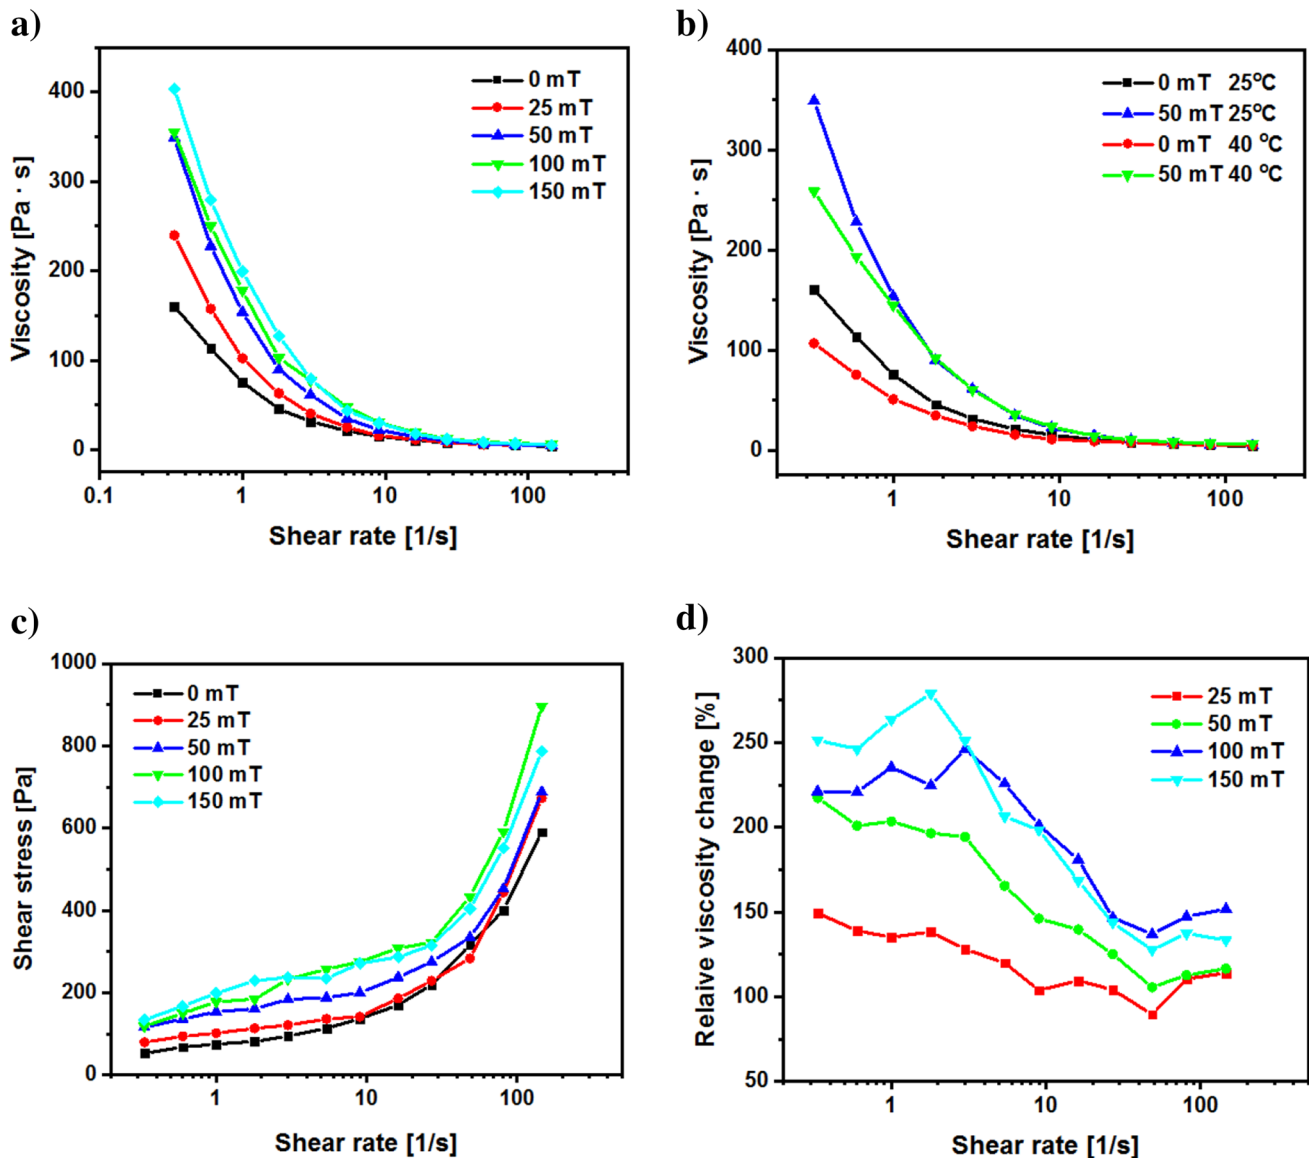 a)
400
300
200
100
0
0.1
1
10
100
Viscosity [Pa · s]
Shear rate [1/s]
0 mT
25 mT
50 mT
100 mT
150 mT
b)
400
300
200
100
0
1
10
100
Viscosity [Pa · s]
Shear rate [1/s]
0 mT 25°C
50 mT 25°C
0 mT 40 °C
50 mT 40 °C
c)
1000
800
600
400
200
0
1
10
100
Shear stress [Pa]
Shear rate [1/s]
0 mT
25 mT
50 mT
100 mT
150 mT
d)
300
250
200
150
100
50
1
10
100
Relaive viscosity change [%]
Shear rate [1/s]
25 mT
50 mT
100 mT
150 mT